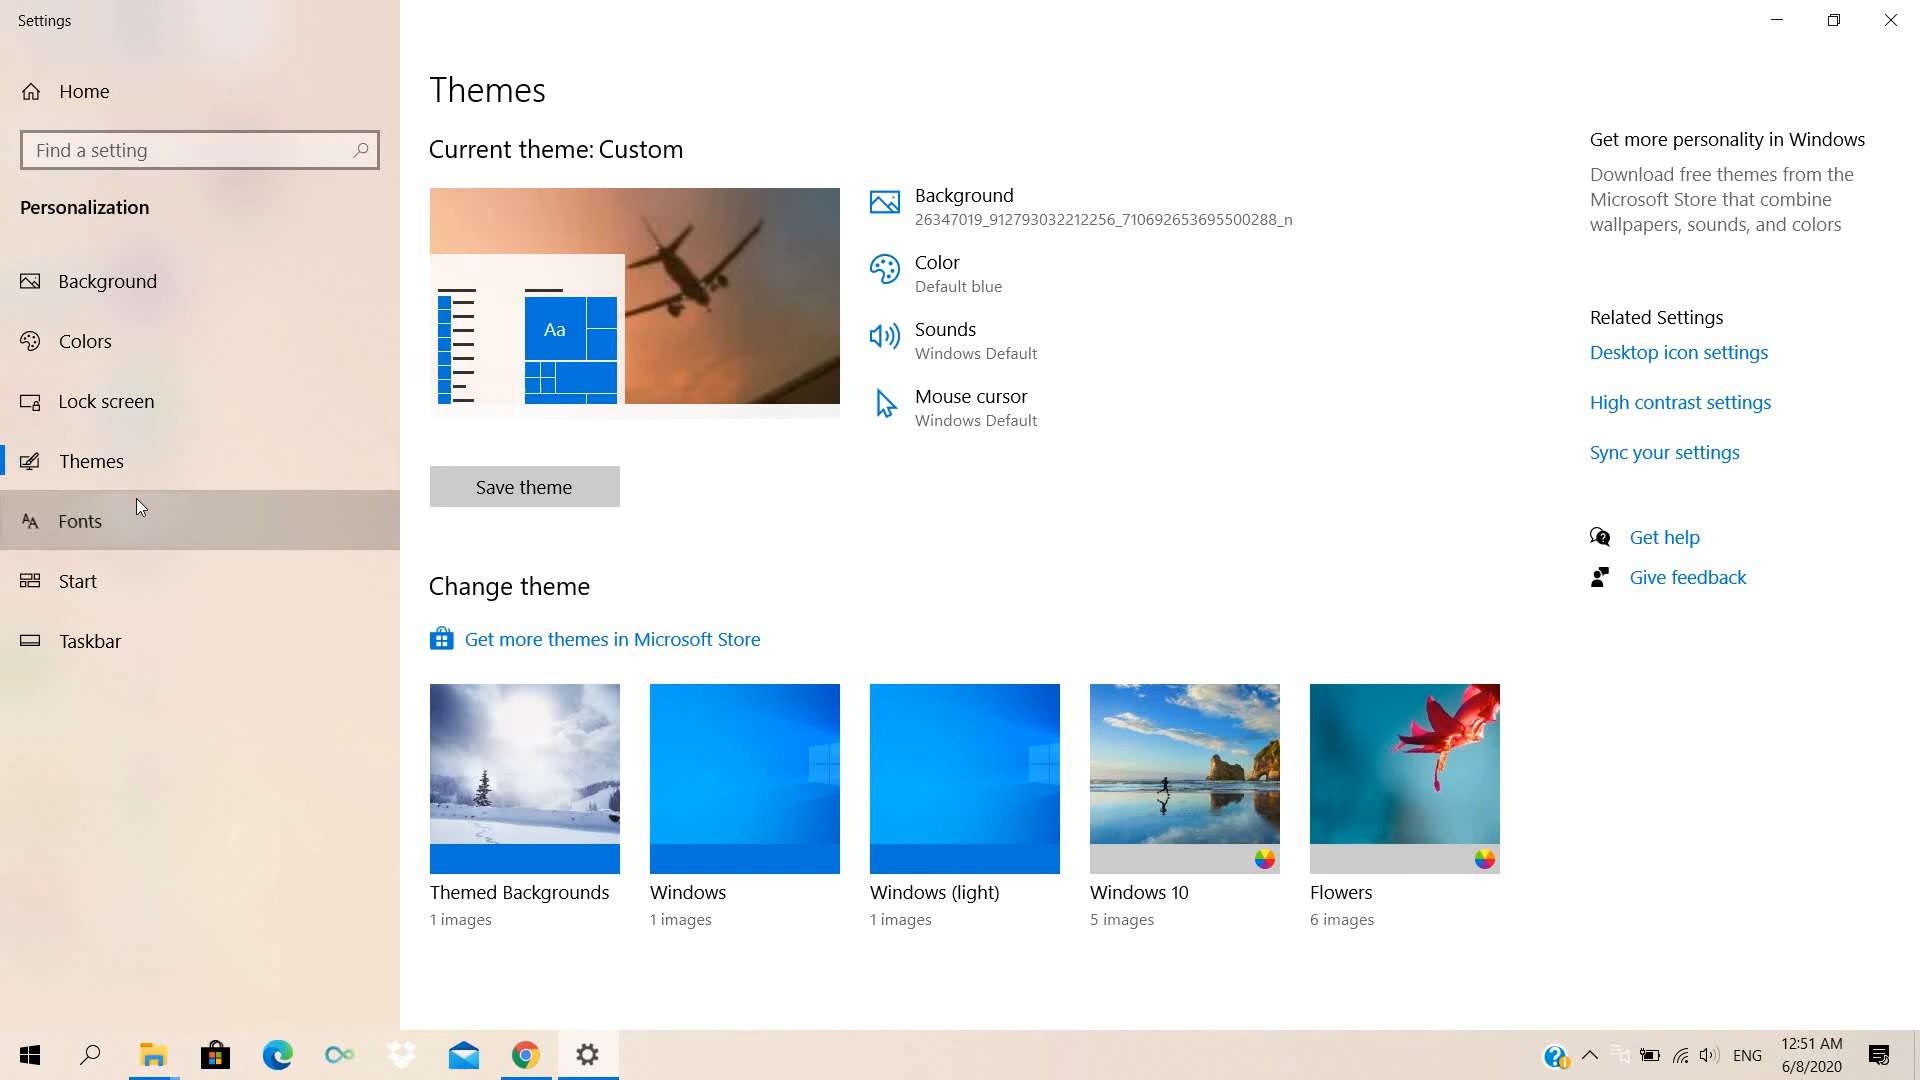 Settings
Home
Find a setting
Personalization
Background
Colors
Lock screen
Themes
Fonts
Start
Taskbar
Themes
Current theme: Custom
Aa
Background
26347019_912793032212256_710692653695500288_n
Color
Default blue
Sounds
Windows Default
Mouse cursor
Windows Default
Save theme
Change theme
Get more themes in Microsoft Store
Themed Backgrounds
1 images
Windows
1 images
Windows (light)
1 images
Windows 10
5 images
Flowers
6 images
Get more personality in Windows
Download free themes from the
Microsoft Store that combine
wallpapers, sounds, and colors
Related Settings
Desktop icon settings
High contrast settings
Sync your settings
Get help
Give feedback
ENG
12:51 AM
6/8/2020